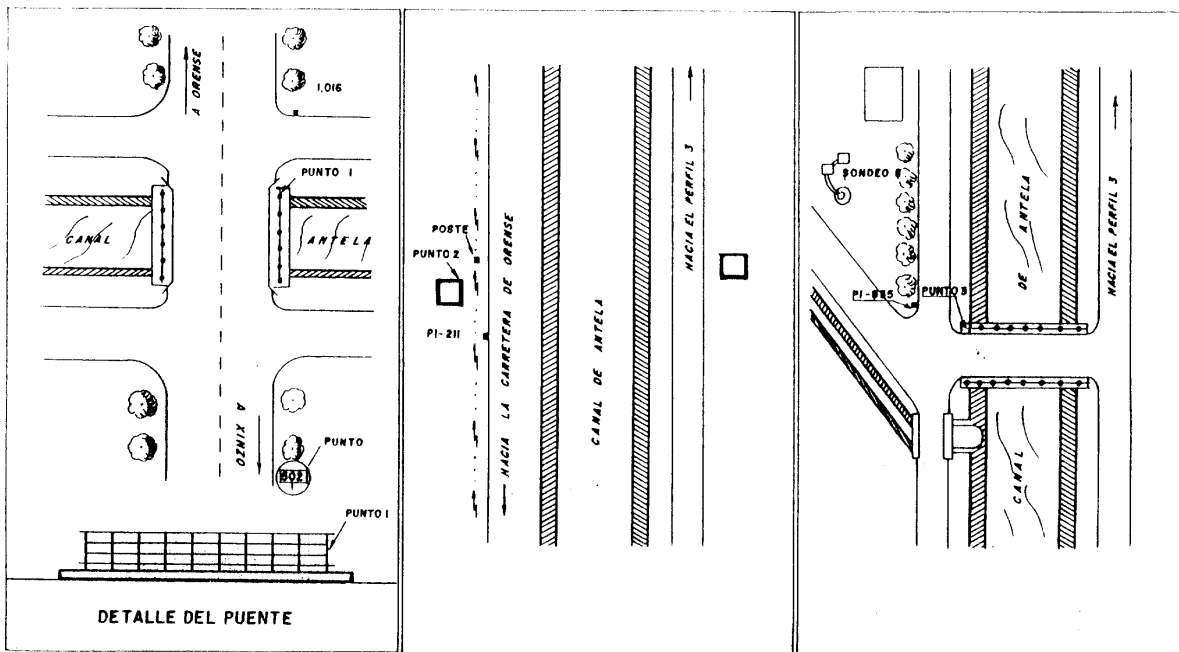 A ORENSE
1.016
PUNTO 1
CANAL
ANTELA
A XINZO
PUNTO
502
PUNTO 1
DETALLE DEL PUENTE
POSTE
PUNTO 2
PI-211
HACIA LA CARRETERA DE ORENSE
CANAL DE ANTELA
HACIA EL PERFIL 3
SONDEO
PI-
PUNTO 3
DE ANTELA
HACIA EL PERFIL 3
CANAL